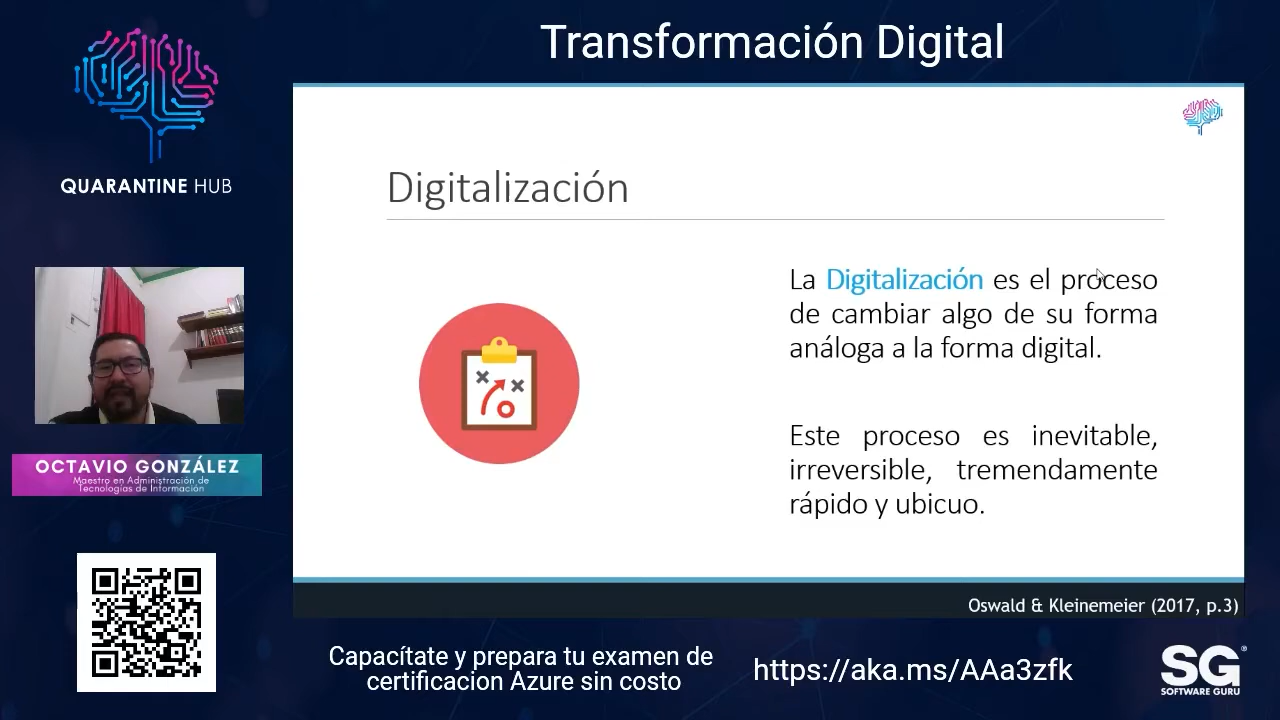 Transformación Digital
QUARANTINE HUB
Digitalización
La Digitalización es el proceso
de cambiar algo de su forma
análoga a la forma digital.
Este proceso es inevitable,
irreversible, tremendamente
rápido y ubicuo.
OCTAVIO GONZÁLEZ
Maestro en Administración de
Tecnologías de Información
Oswald & Kleinemeier (2017, p.3)
Capacítate y prepara tu examen de
certificacion Azure sin costo
https://aka.ms/AAa3zfk
SG®
SOFTWARE GURU